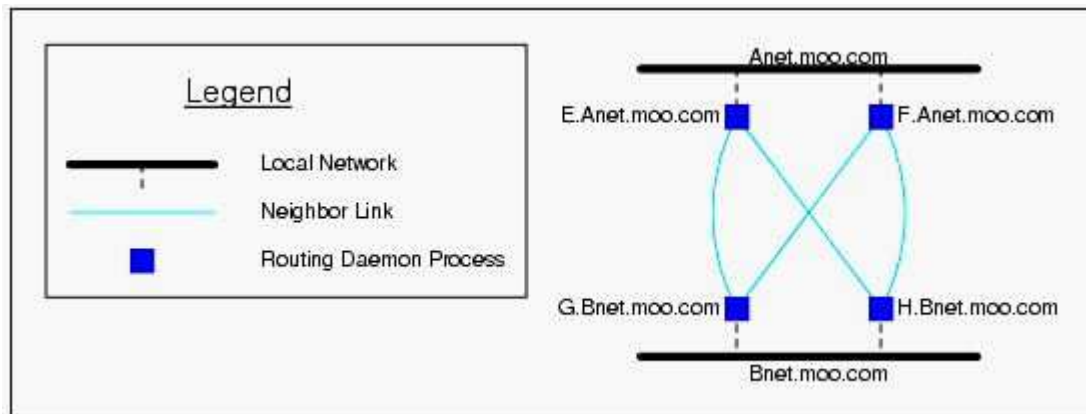 Legend
Local Network
Neighbor Link
Routing Daemon Process
Anet.moo.com
E.Anet.moo.com
F.Anet.moo.com
G.Bnet.moo.com
H.Bnet.moo.com
Bnet.moo.com